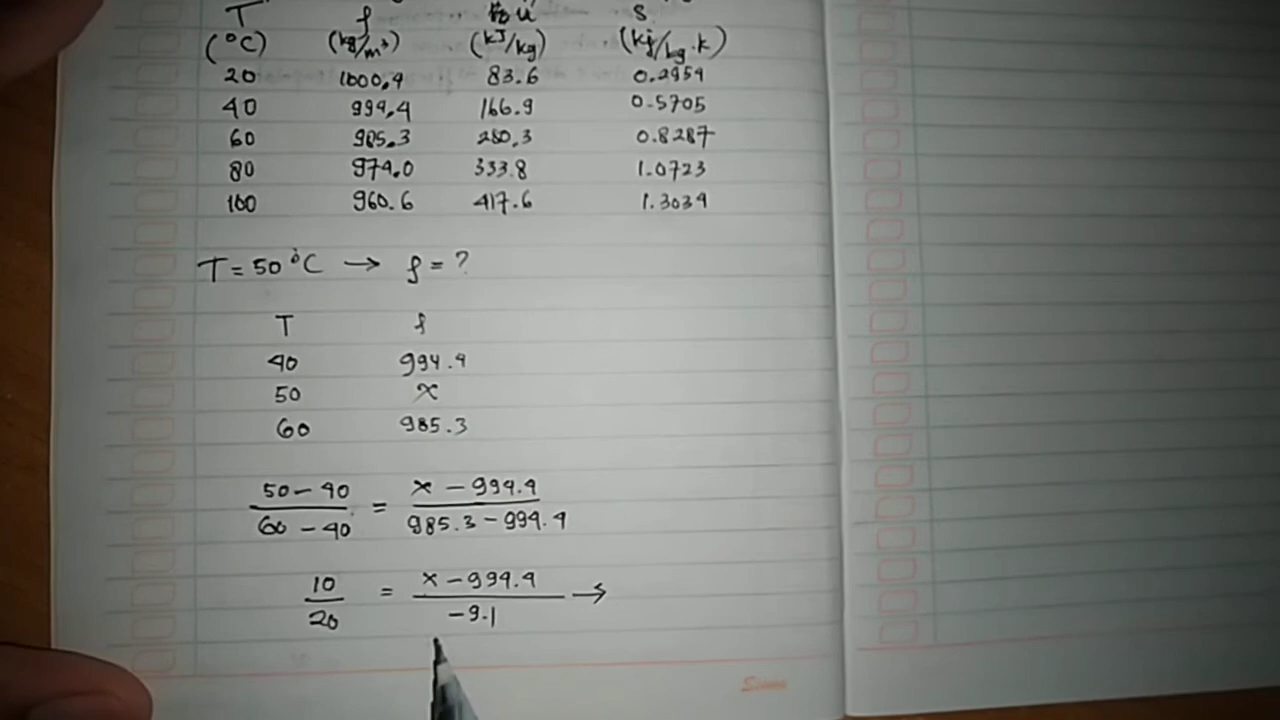 T ρ u s
(°C) (kg/m³) (kJ/kg) (kj/kg.k)
20 1000,4 83.6 0.2954
40 994,4 166.9 0.5705
60 985.3 250.3 0.8287
80 974.0 333.8 1.0723
100 960.6 417.6 1.3034
T = 50 °C → ρ = ?
T ρ
40 994.4
50 x
60 985.3
50 - 40 / 60 - 40 = x - 994.4 / 985.3 - 994.4
10 / 20 = x - 994.4 / -9.1 →